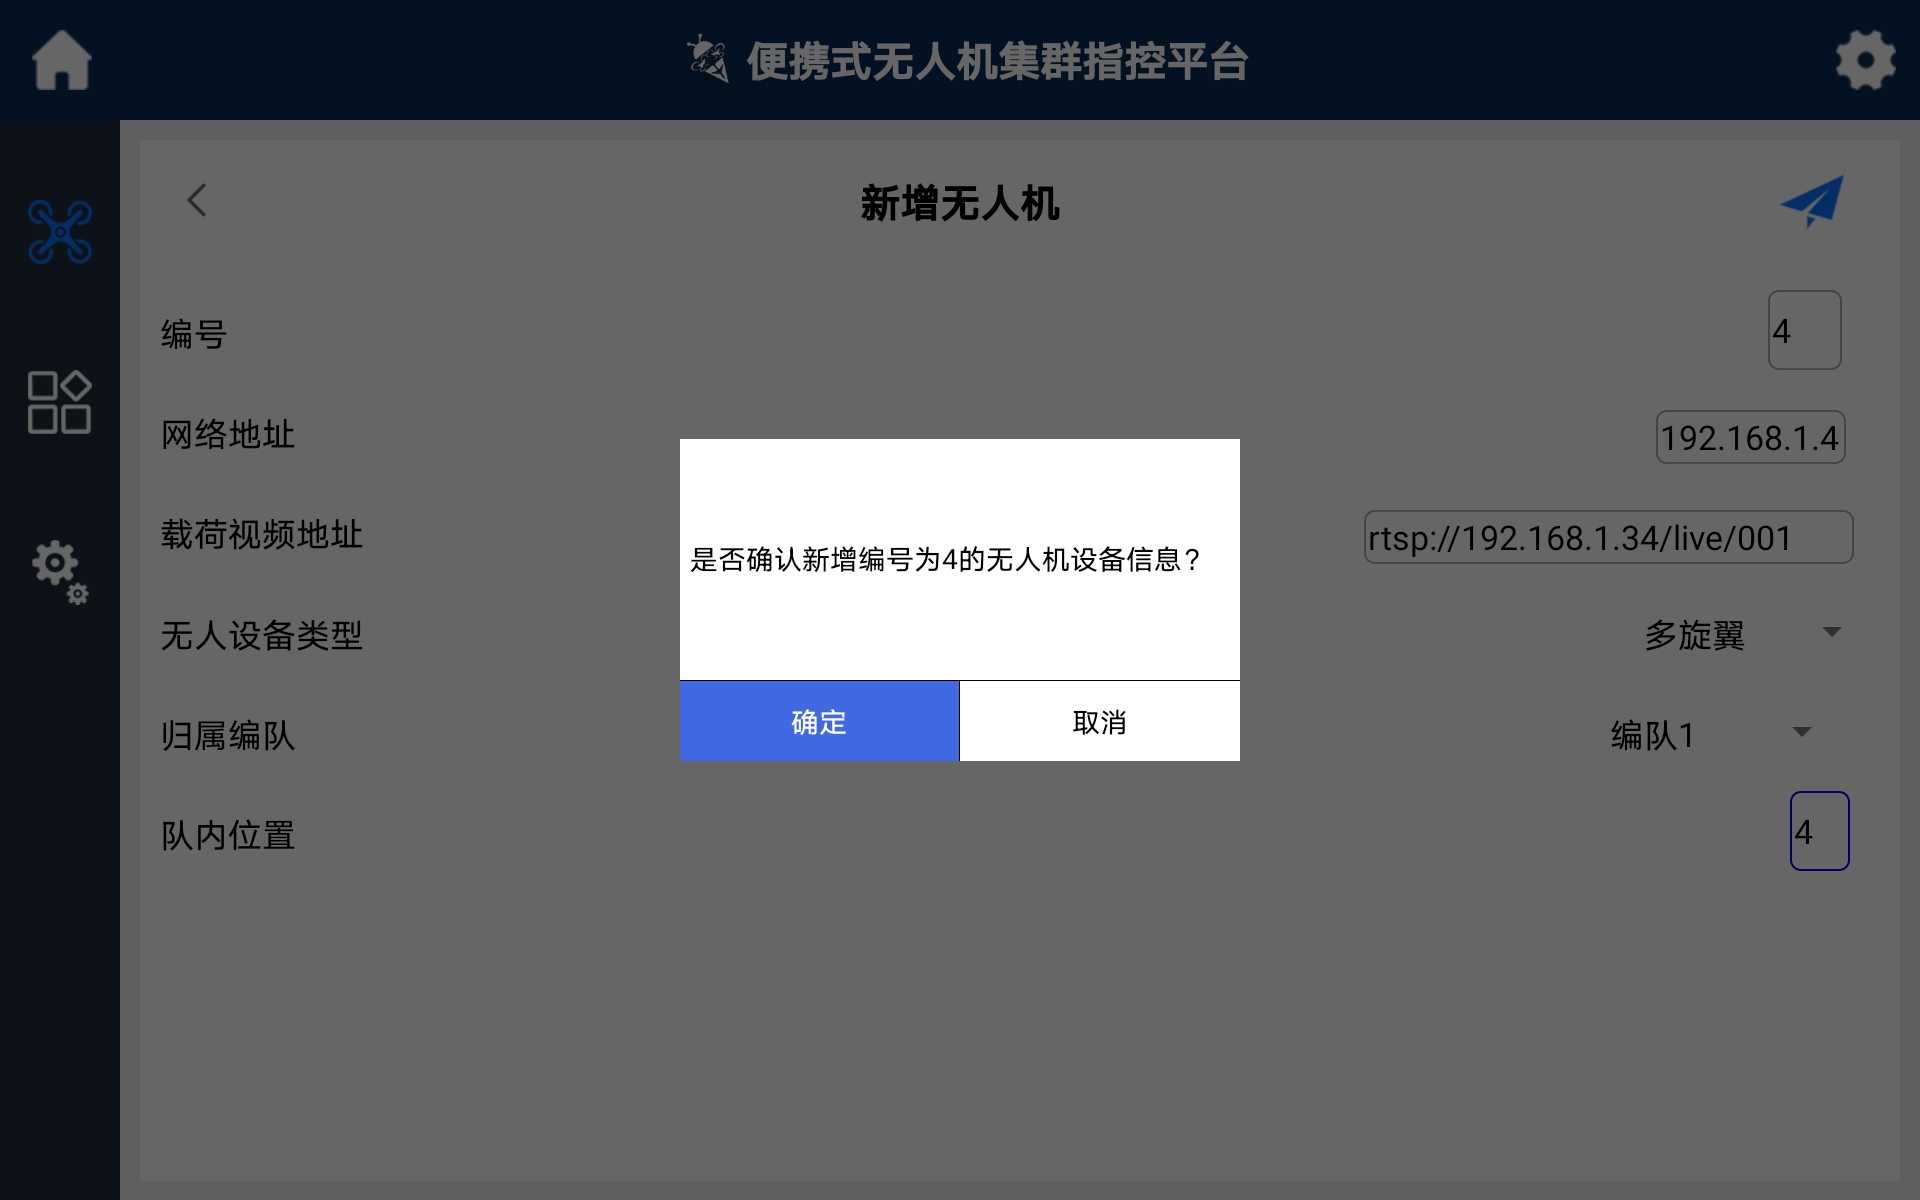 便携式无人机集群指控平台
新增无人机
编号
4
网络地址
192.168.1.4
载荷视频地址
rtsp://192.168.1.34/live/001
无人设备类型
多旋翼
归属编队
编队1
队内位置
4
是否确认新增编号为4的无人机设备信息？
确定
取消